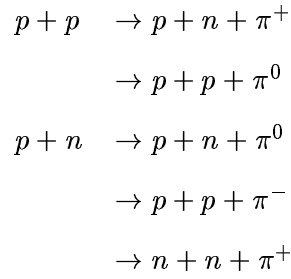 p + p → p + n + π⁺
→ p + p + π⁰
p + n → p + n + π⁰
→ p + p + π⁻
→ n + n + π⁺